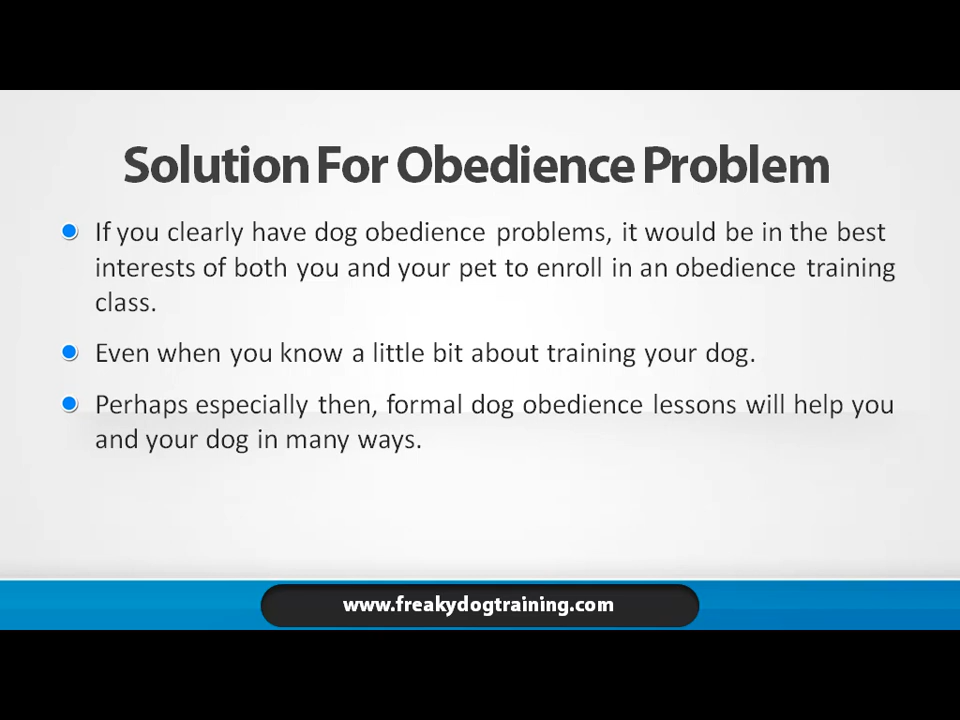 Solution For Obedience Problem
If you clearly have dog obedience problems, it would be in the best
interests of both you and your pet to enroll in an obedience training
class.
Even when you know a little bit about training your dog.
Perhaps especially then, formal dog obedience lessons will help you
and your dog in many ways.
www.freakydogtraining.com